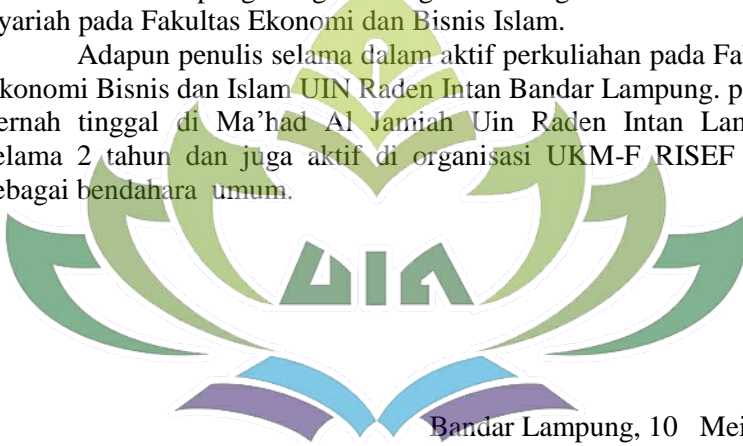 yariah pada Fakultas Ekonomi dan Bisnis Islam.
Adapun penulis selama dalam aktif perkuliahan pada Fa
konomi Bisnis dan Islam UIN Raden Intan Bandar Lampung. p
ernah tinggal di Ma’had Al Jamiah Uin Raden Intan Lam
elama 2 tahun dan juga aktif di organisasi UKM-F RISEF
ebagai bendahara umum.
UIN
Bandar Lampung, 10 Mei